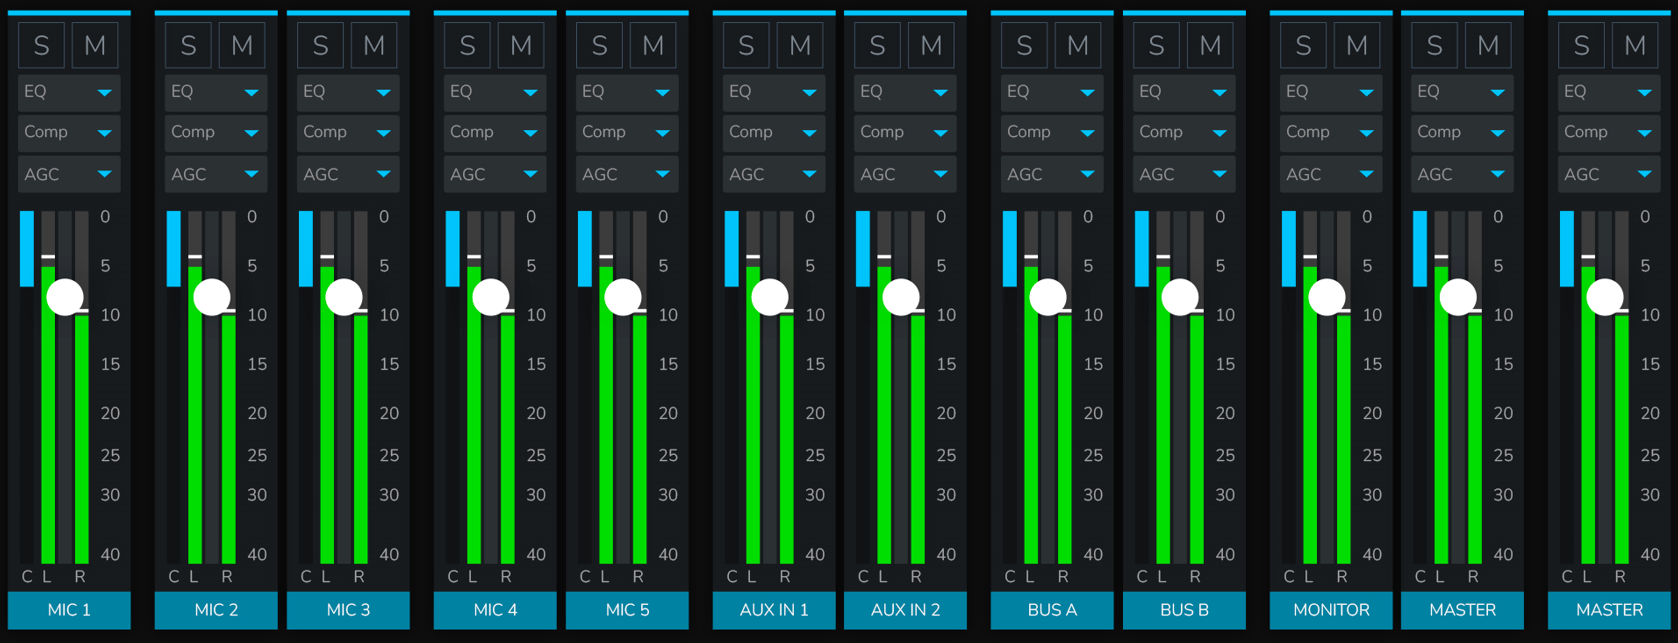 S M S M S M S M S M S M S M S M S M S M S M S M
EQ EQ EQ EQ EQ EQ EQ EQ EQ EQ EQ EQ
Comp Comp Comp Comp Comp Comp Comp Comp Comp Comp Comp Comp
AGC AGC AGC AGC AGC AGC AGC AGC AGC AGC AGC AGC
0 0 0 0 0 0 0 0 0 0 0 0
5 5 5 5 5 5 5 5 5 5 5 5
10 10 10 10 10 10 10 10 10 10 10 10
15 15 15 15 15 15 15 15 15 15 15 15
20 20 20 20 20 20 20 20 20 20 20 20
25 25 25 25 25 25 25 25 25 25 25 25
30 30 30 30 30 30 30 30 30 30 30 30
40 40 40 40 40 40 40 40 40 40 40 40
C L R C L R C L R C L R C L R C L R C L R C L R C L R C L R C L R C L R
MIC 1 MIC 2 MIC 3 MIC 4 MIC 5 AUX IN 1 AUX IN 2 BUS A BUS B MONITOR MASTER MASTER